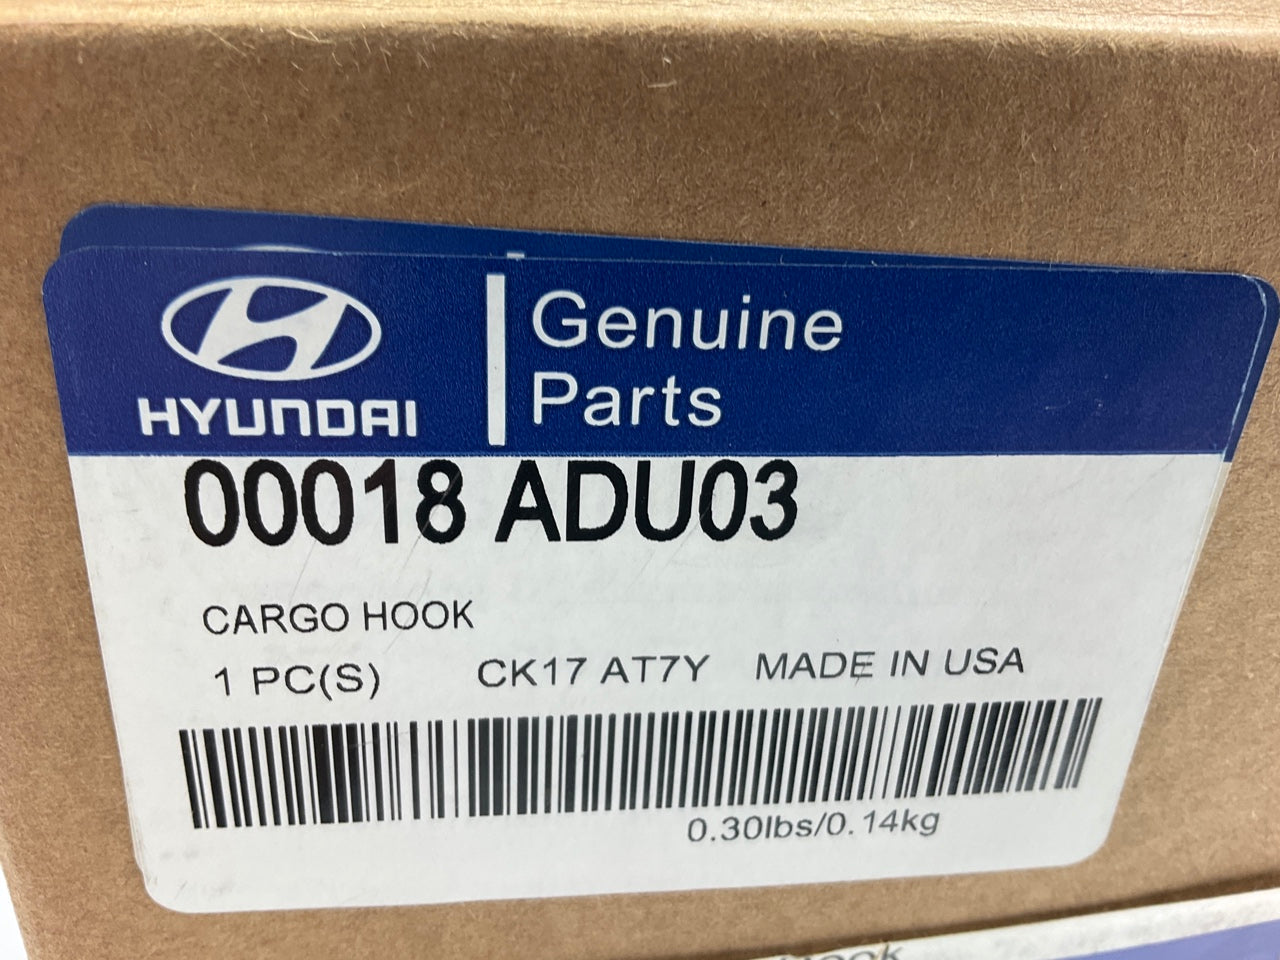 HYUNDAI
Genuine
Parts
00018 ADU03
CARGO HOOK
1 PC(S) CK17 AT7Y MADE IN USA
0.30lbs/0.14kg